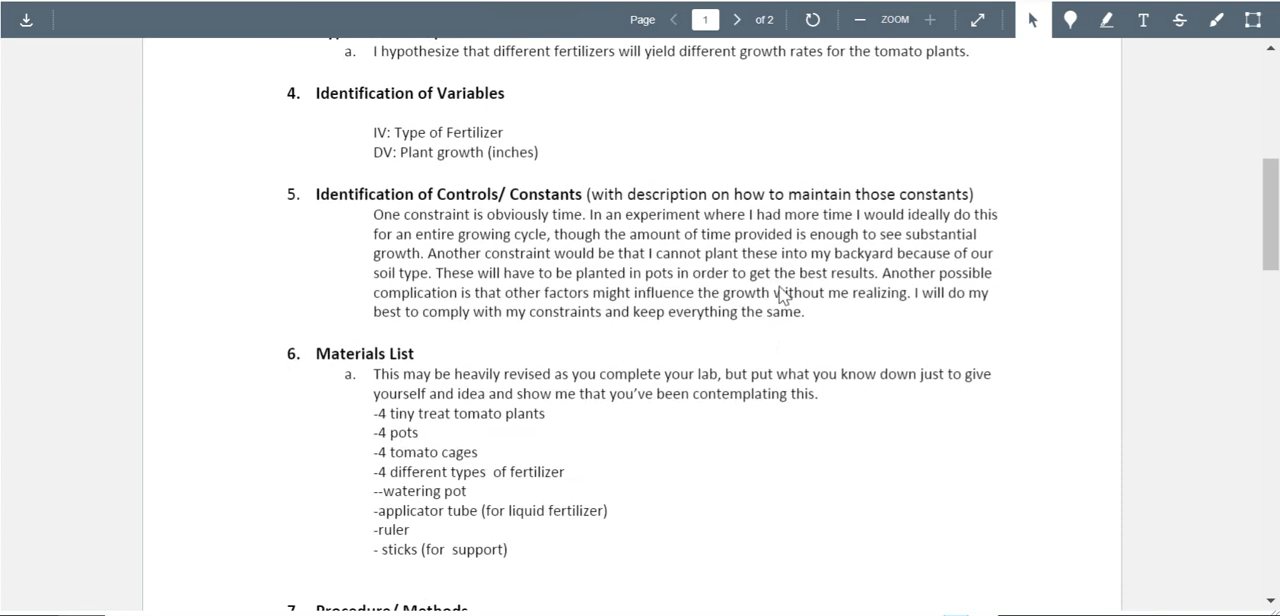 Page 1 of 2 ZOOM T S
a. I hypothesize that different fertilizers will yield different growth rates for the tomato plants.
4. Identification of Variables
IV: Type of Fertilizer
DV: Plant growth (inches)
5. Identification of Controls/ Constants (with description on how to maintain those constants)
One constraint is obviously time. In an experiment where I had more time I would ideally do this
for an entire growing cycle, though the amount of time provided is enough to see substantial
growth. Another constraint would be that I cannot plant these into my backyard because of our
soil type. These will have to be planted in pots in order to get the best results. Another possible
complication is that other factors might influence the growth without me realizing. I will do my
best to comply with my constraints and keep everything the same.
6. Materials List
a. This may be heavily revised as you complete your lab, but put what you know down just to give
yourself and idea and show me that you’ve been contemplating this.
-4 tiny treat tomato plants
-4 pots
-4 tomato cages
-4 different types of fertilizer
--watering pot
-applicator tube (for liquid fertilizer)
-ruler
- sticks (for support)
7. Procedure/ Methods